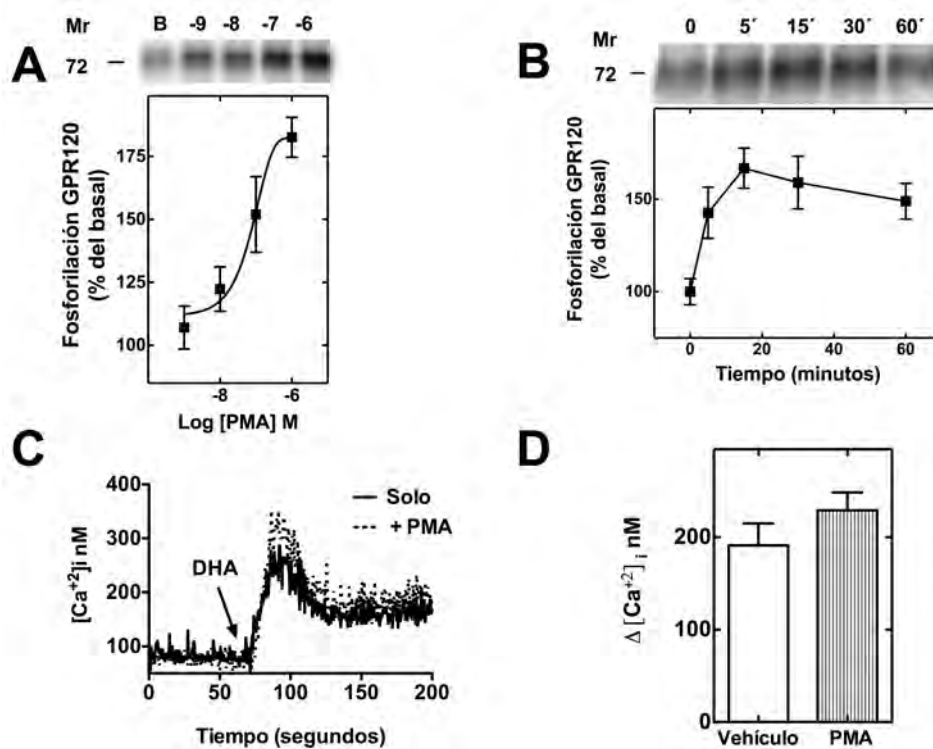 A
Mr B -9 -8 -7 -6
72
Fosforilación GPR120
(% del basal)
175
150
125
100
-8 -6
Log [PMA] M
B
Mr
0 5´ 15´ 30´ 60´
72
Fosforilación GPR120
(% del basal)
150
100
0 20 40 60
Tiempo (minutos)
C
[Ca+2]i nM
400
300
200
100
DHA
Solo
+ PMA
0 50 100 150 200
Tiempo (segundos)
D
Δ [Ca+2]i nM
200
100
0
Vehículo PMA